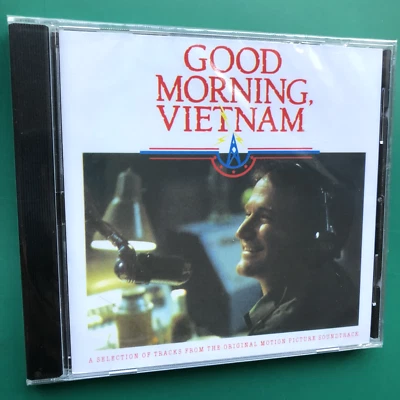 GOOD
MORNING,
VIETNAM
A SELECTION OF TRACKS FROM THE ORIGINAL MOTION PICTURE SOUNDTRACK